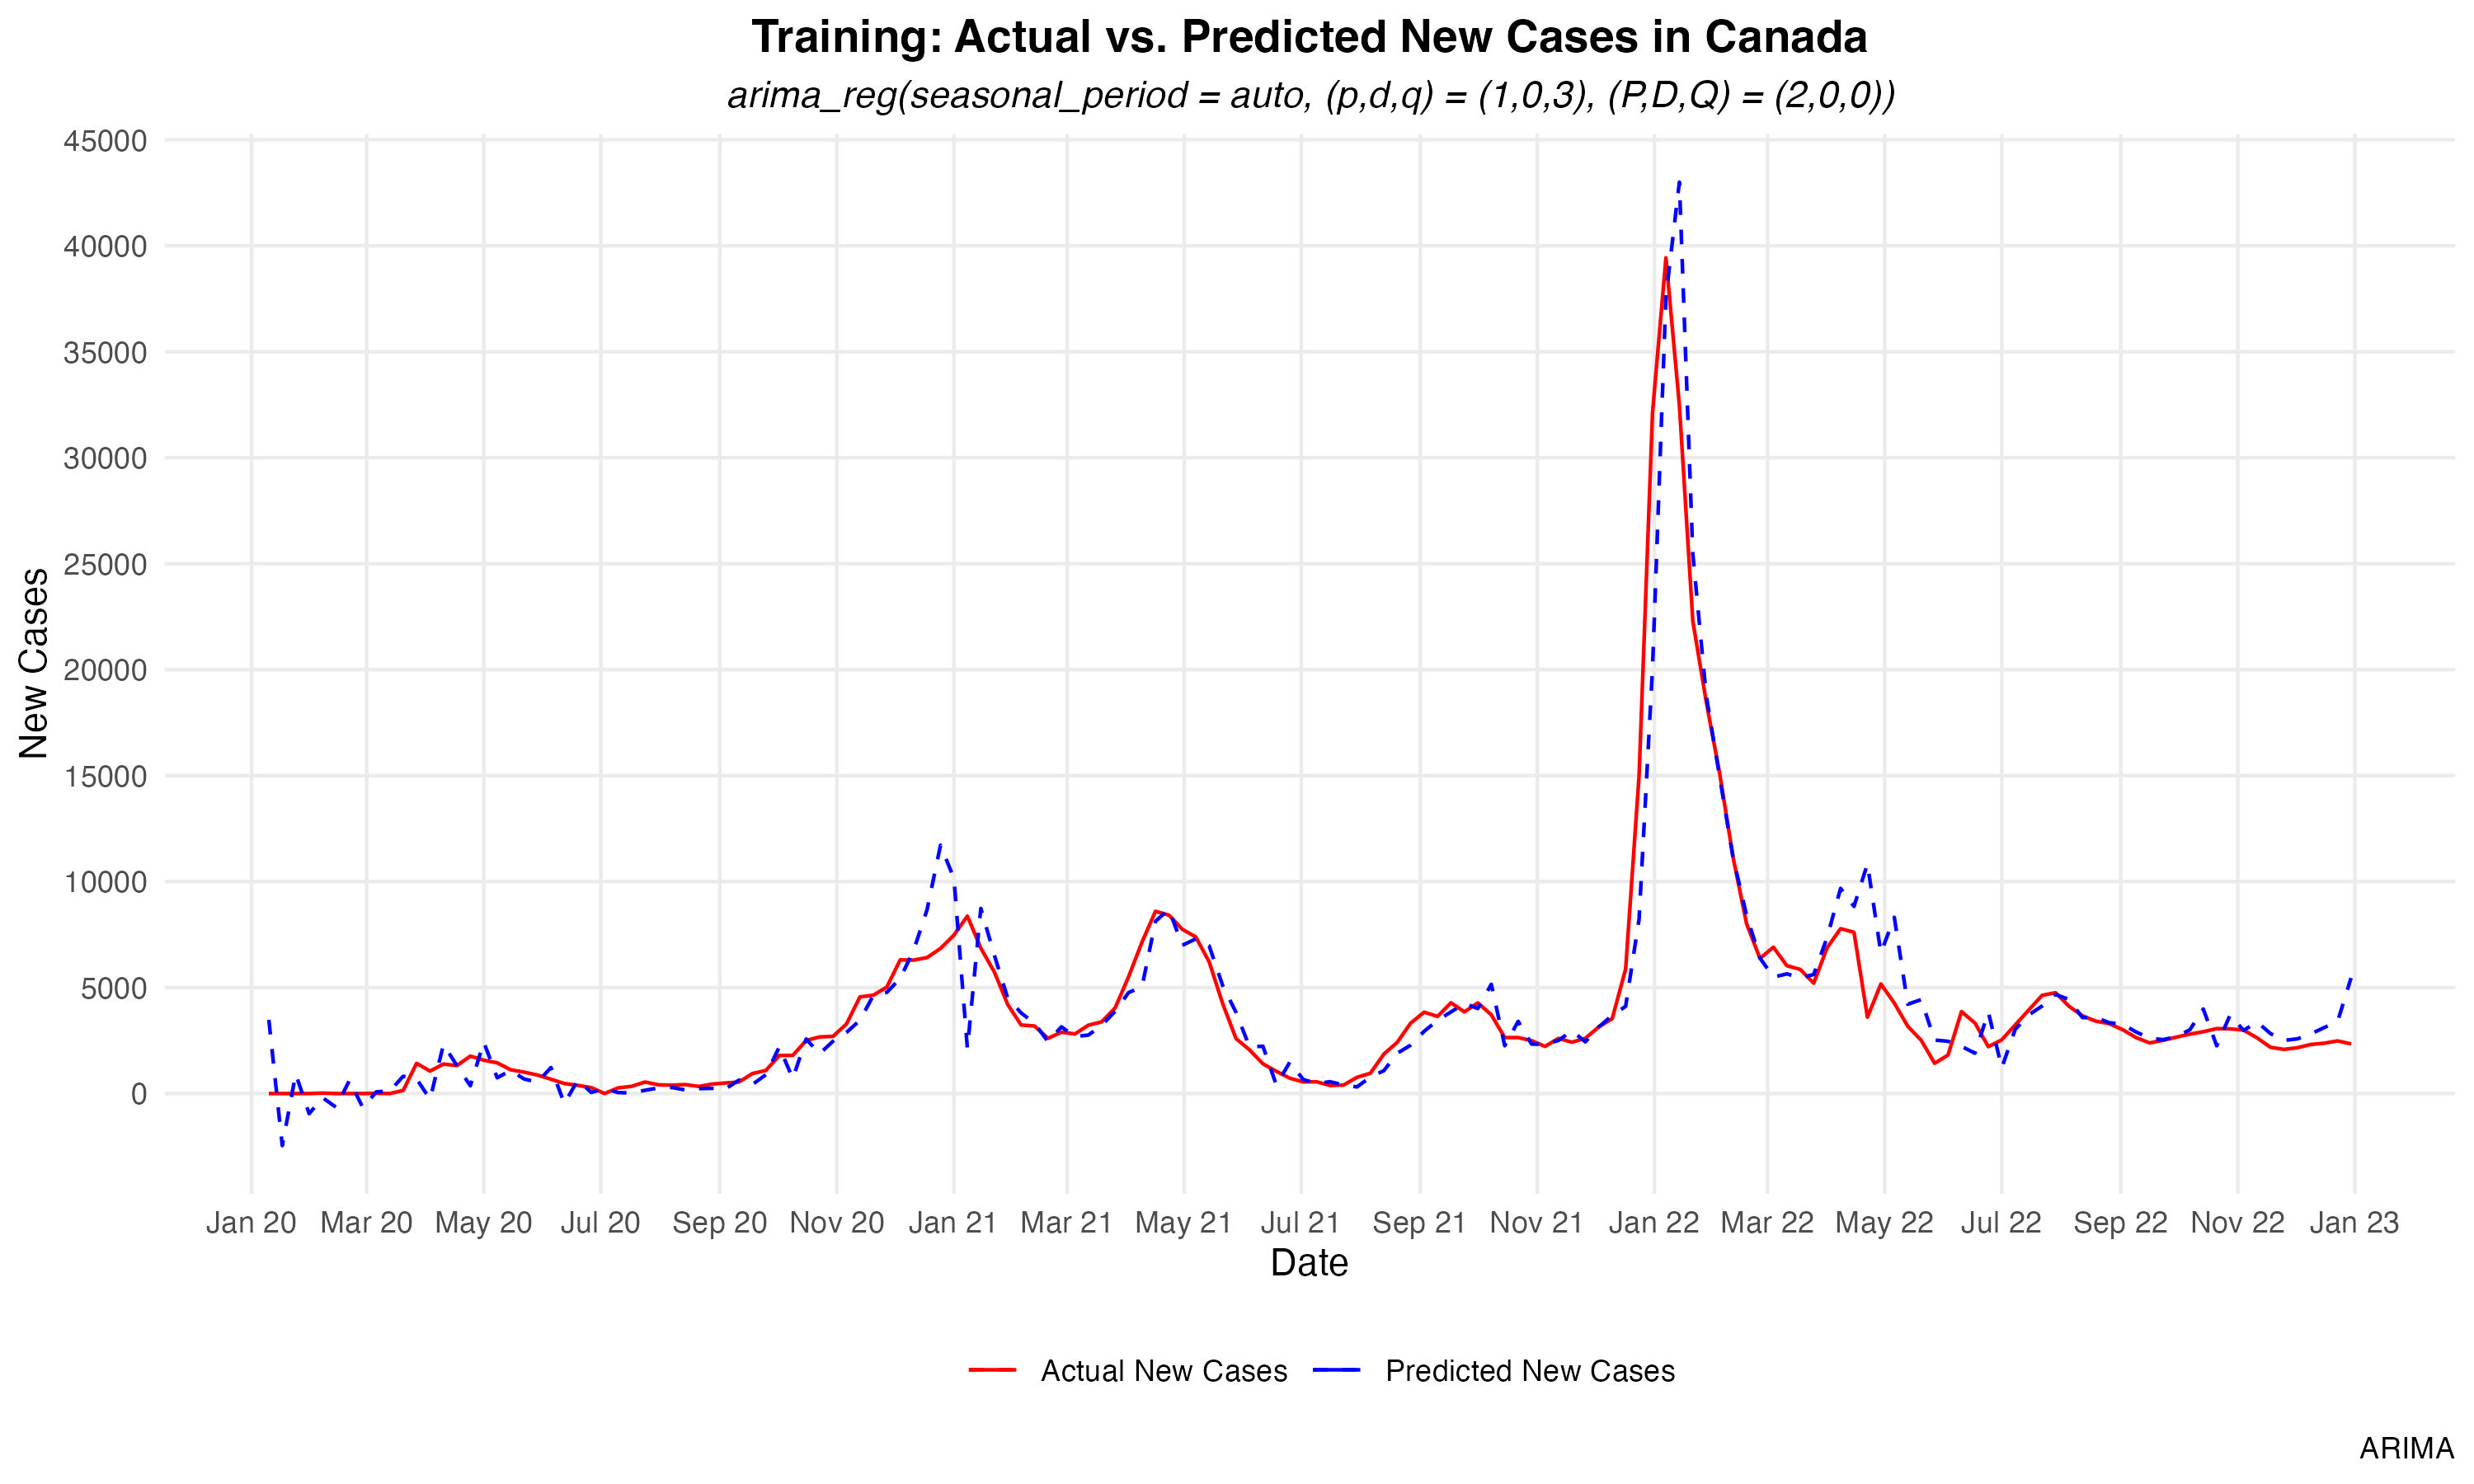 Training: Actual vs. Predicted New Cases in Canada
arima_reg(seasonal_period = auto, (p,d,q) = (1,0,3), (P,D,Q) = (2,0,0))
45000
40000
35000
30000
25000
20000
15000
10000
5000
0
New Cases
Jan 20 Mar 20 May 20 Jul 20 Sep 20 Nov 20 Jan 21 Mar 21 May 21 Jul 21 Sep 21 Nov 21 Jan 22 Mar 22 May 22 Jul 22 Sep 22 Nov 22 Jan 23
Date
Actual New Cases Predicted New Cases
ARIMA